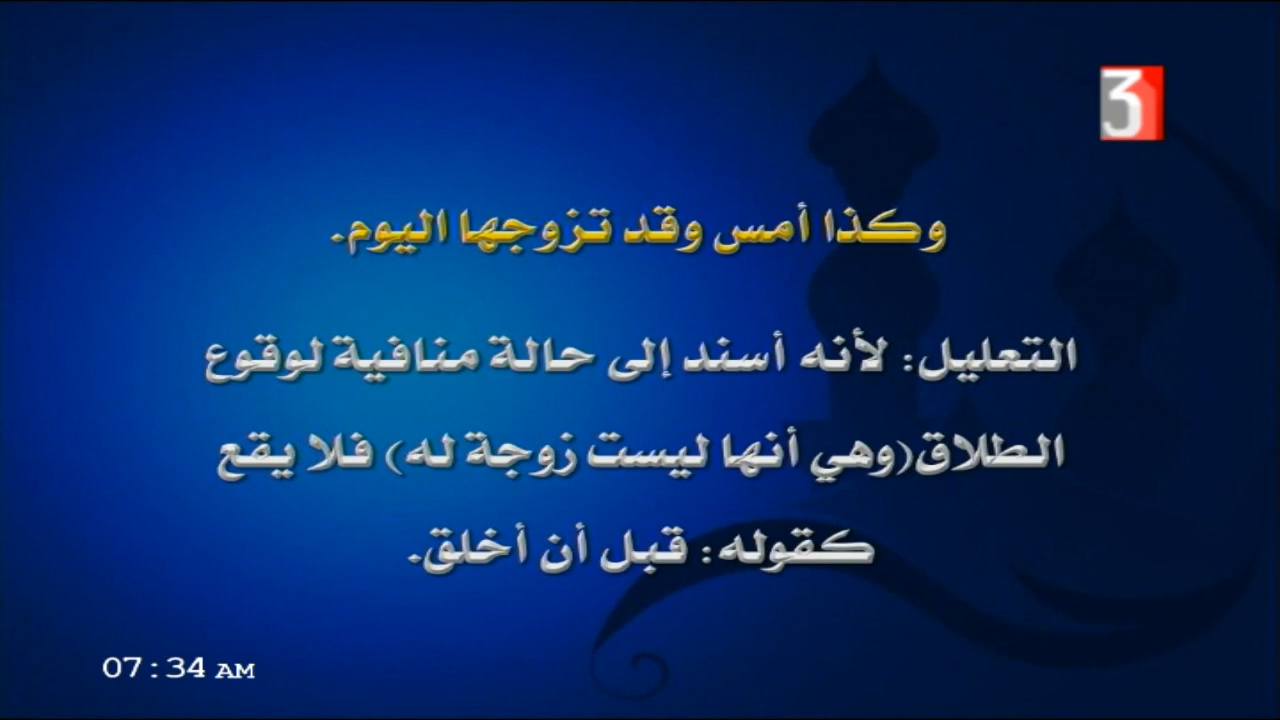 3
وكذا أمس وقد تزوجها اليوم.
التعليل: لأنه أسند إلى حالة منافية لوقوع
الطلاق(وهي أنها ليست زوجة له) فلا يقع
كقوله: قبل أن أخلق.
07:34 AM